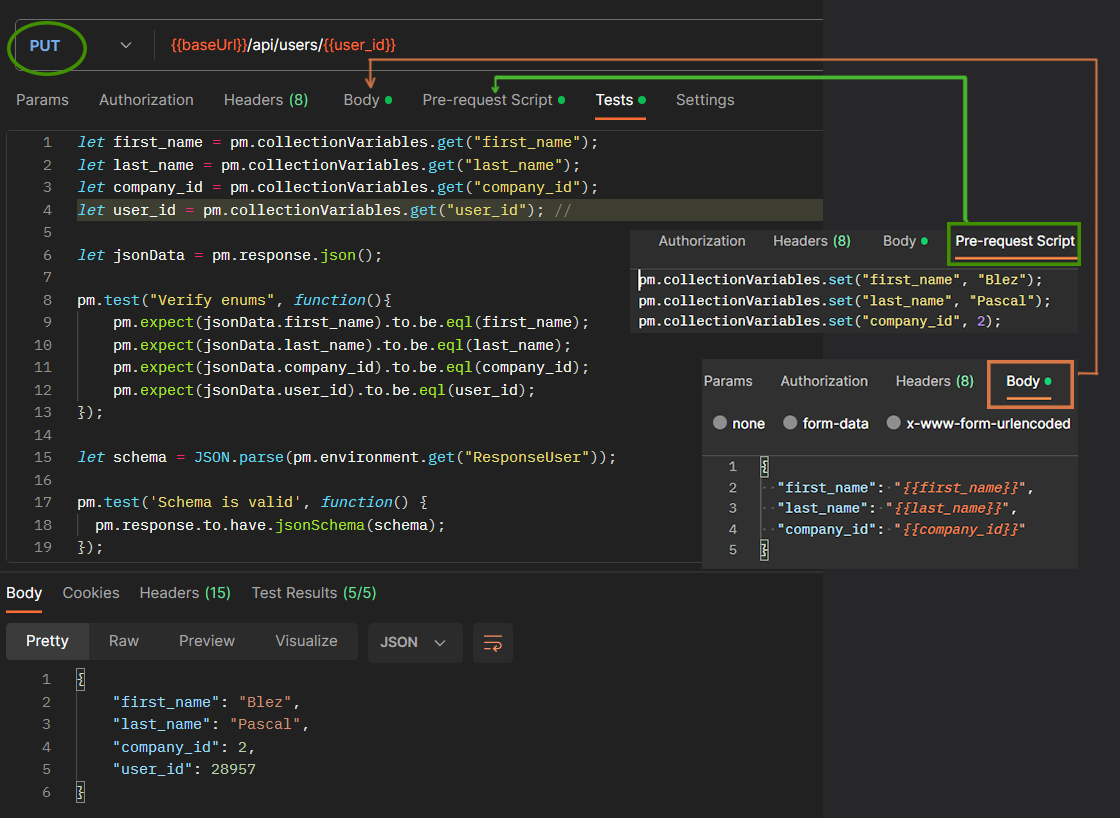 PUT {{baseUrl}}/api/users/{{user_id}}
Params Authorization Headers (8) Body Pre-request Script Tests Settings
1 let first_name = pm.collectionVariables.get("first_name");
2 let last_name = pm.collectionVariables.get("last_name");
3 let company_id = pm.collectionVariables.get("company_id");
4 let user_id = pm.collectionVariables.get("user_id"); //
5
6 let jsonData = pm.response.json();
7
8 pm.test("Verify enums", function(){
9 pm.expect(jsonData.first_name).to.be.eql(first_name);
10 pm.expect(jsonData.last_name).to.be.eql(last_name);
11 pm.expect(jsonData.company_id).to.be.eql(company_id);
12 pm.expect(jsonData.user_id).to.be.eql(user_id);
13 });
14
15 let schema = JSON.parse(pm.environment.get("ResponseUser"));
16
17 pm.test('Schema is valid', function() {
18 pm.response.to.have.jsonSchema(schema);
19 });
Authorization Headers (8) Body Pre-request Script
pm.collectionVariables.set("first_name", "Blez");
pm.collectionVariables.set("last_name", "Pascal");
pm.collectionVariables.set("company_id", 2);
Params Authorization Headers (8) Body
none form-data x-www-form-urlencoded
1 {
2 "first_name": "{{first_name}}",
3 "last_name": "{{last_name}}",
4 "company_id": "{{company_id}}"
5 }
Body Cookies Headers (15) Test Results (5/5)
Pretty Raw Preview Visualize JSON
1 {
2 "first_name": "Blez",
3 "last_name": "Pascal",
4 "company_id": 2,
5 "user_id": 28957
6 }